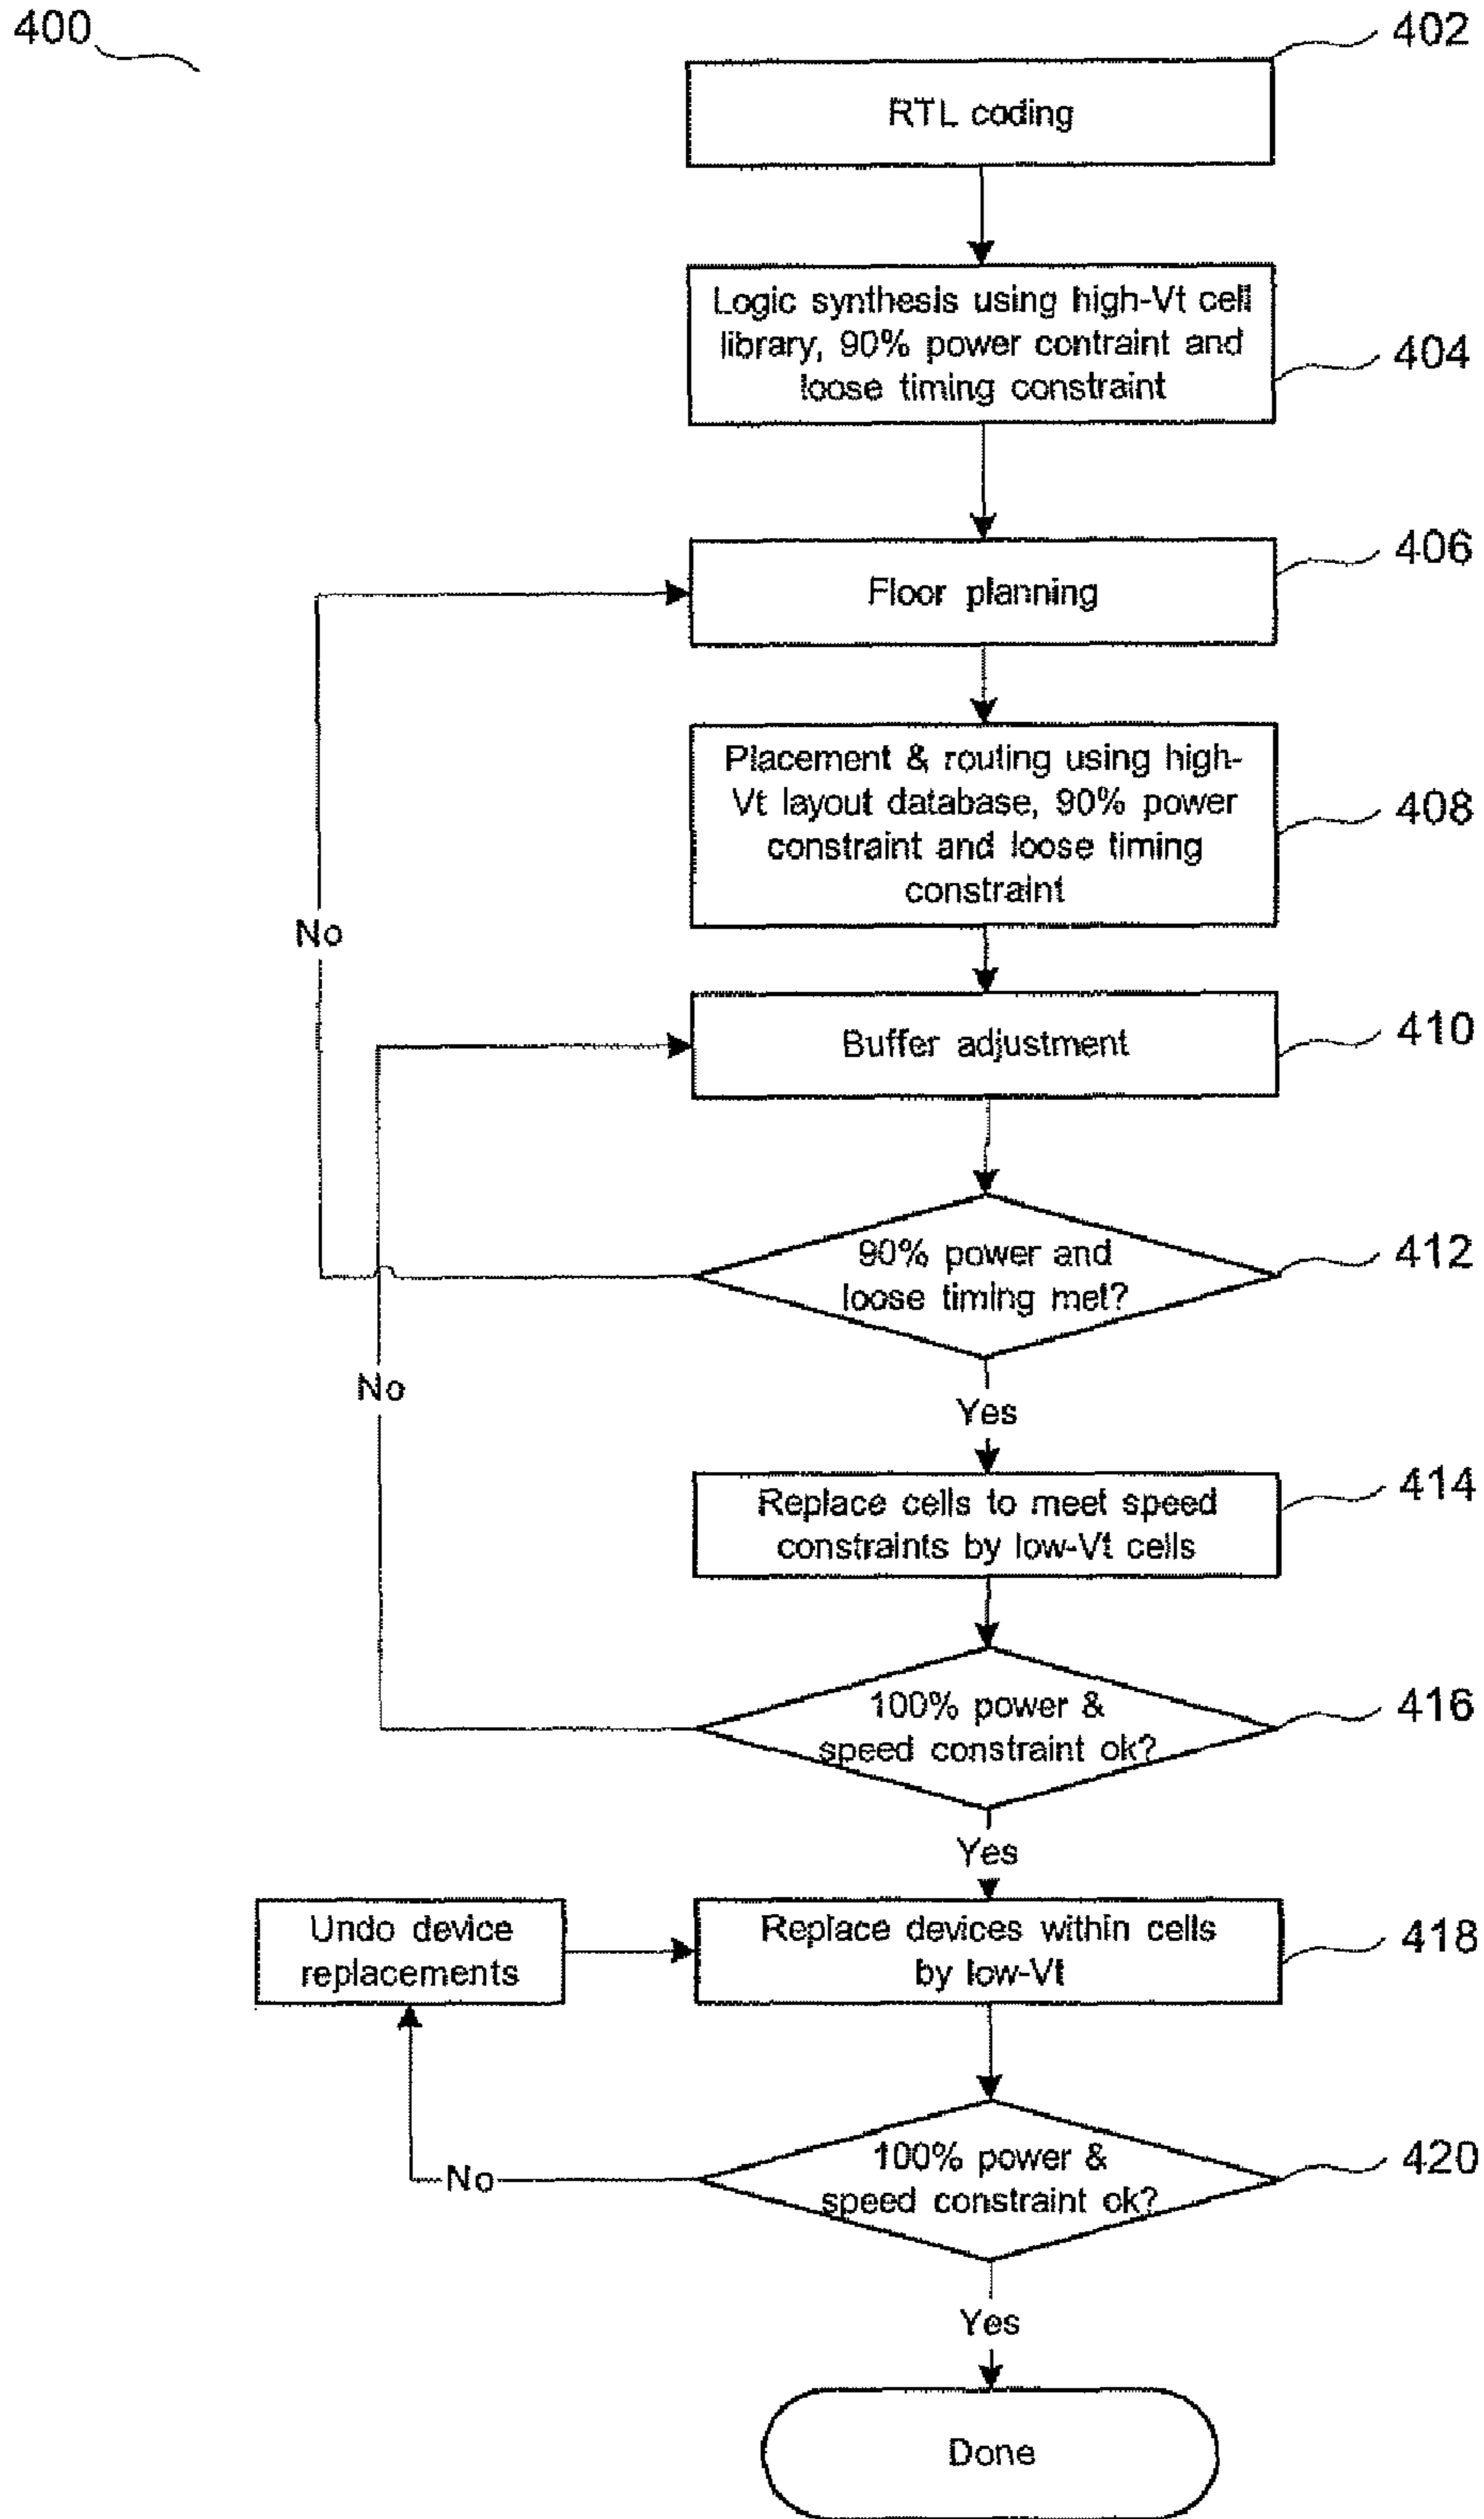 400
402
RTL coding
Logic synthesis using high-Vt cell
library, 90% power contraint and
loose timing constraint
404
406
Floor planning
Placement & routing using high-
Vt layout database, 90% power
constraint and loose timing
constraint
408
No
Buffer adjustment
410
90% power and
loose timing met?
412
No
Yes
Replace cells to meet speed
constraints by low-Vt cells
414
100% power &
speed constraint ok?
416
Yes
Undo device
replacements
Replace devices within cells
by low-Vt
418
100% power &
speed constraint ok?
420
No
Yes
Done